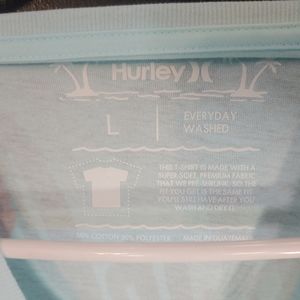 Hurley
L
EVERYDAY
WASHED
THIS T-SHIRT IS MADE WITH A
SUPER SOFT, PREMIUM FABRIC
THAT WE PRE-SHRUNK, SO THE
FIT YOU GET IS THE SAME FIT
YOU'LL STILL HAVE AFTER YOU
WASH AND DRY IT.
COTTON POLYESTER
MADE IN GUATEMALA